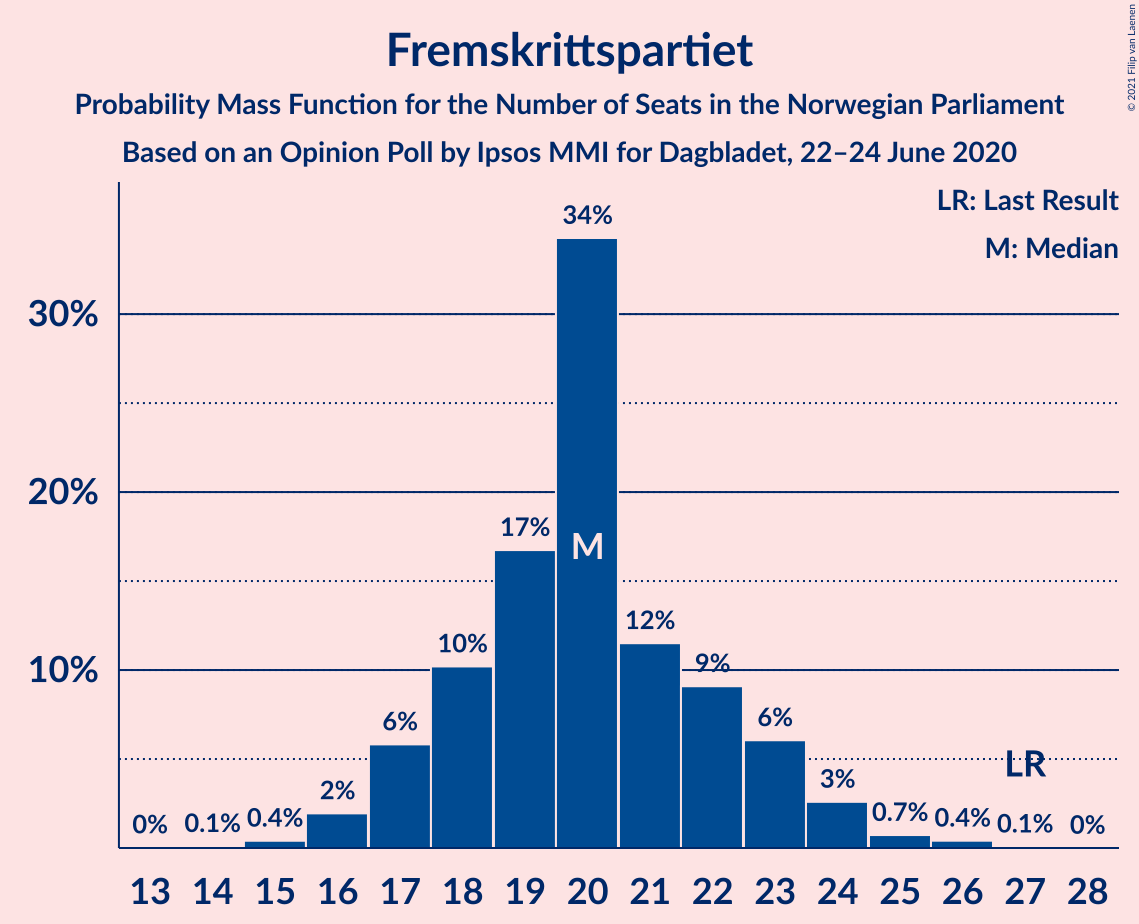 Fremskrittspartiet
Probability Mass Function for the Number of Seats in the Norwegian Parliament
Based on an Opinion Poll by Ipsos MMI for Dagbladet, 22–24 June 2020
© 2021 Filip van Laenen
LR: Last Result
M: Median
30%
20%
10%
0%
0.1%
0.4%
2%
6%
10%
17%
34%
M
12%
9%
6%
3%
0.7%
0.4%
0.1%
LR
0%
13 14 15 16 17 18 19 20 21 22 23 24 25 26 27 28